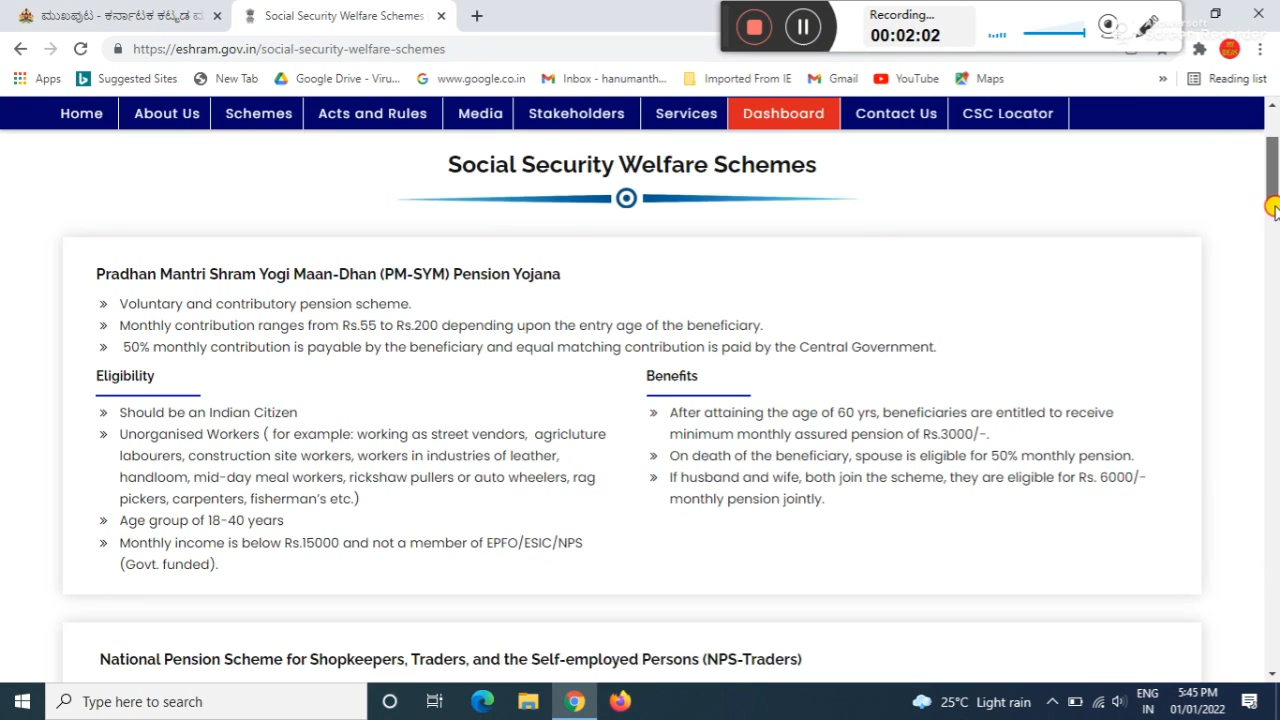 ಮುಖಪುಟ - ಕರ್ನಾಟಕ ಕಟ್ಟಡ ಮ
Social Security Welfare Schemes
Recording...
00:02:02
https://eshram.gov.in/social-security-welfare-schemes
Apps Suggested Sites New Tab Google Drive - Viru... www.google.co.in Inbox - hanumanth... Imported From IE Gmail YouTube Maps » Reading list
Home About Us Schemes Acts and Rules Media Stakeholders Services Dashboard Contact Us CSC Locator
Social Security Welfare Schemes
Pradhan Mantri Shram Yogi Maan-Dhan (PM-SYM) Pension Yojana
» Voluntary and contributory pension scheme.
» Monthly contribution ranges from Rs.55 to Rs.200 depending upon the entry age of the beneficiary.
» 50% monthly contribution is payable by the beneficiary and equal matching contribution is paid by the Central Government.
Eligibility
» Should be an Indian Citizen
» Unorganised Workers ( for example: working as street vendors, agricluture
labourers, construction site workers, workers in industries of leather,
handloom, mid-day meal workers, rickshaw pullers or auto wheelers, rag
pickers, carpenters, fisherman's etc.)
» Age group of 18-40 years
» Monthly income is below Rs.15000 and not a member of EPFO/ESIC/NPS
(Govt. funded).
Benefits
» After attaining the age of 60 yrs, beneficiaries are entitled to receive
minimum monthly assured pension of Rs.3000/-.
» On death of the beneficiary, spouse is eligible for 50% monthly pension.
» If husband and wife, both join the scheme, they are eligible for Rs. 6000/-
monthly pension jointly.
National Pension Scheme for Shopkeepers, Traders, and the Self-employed Persons (NPS-Traders)
Type here to search
25°C Light rain
ENG
IN
5:45 PM
01/01/2022